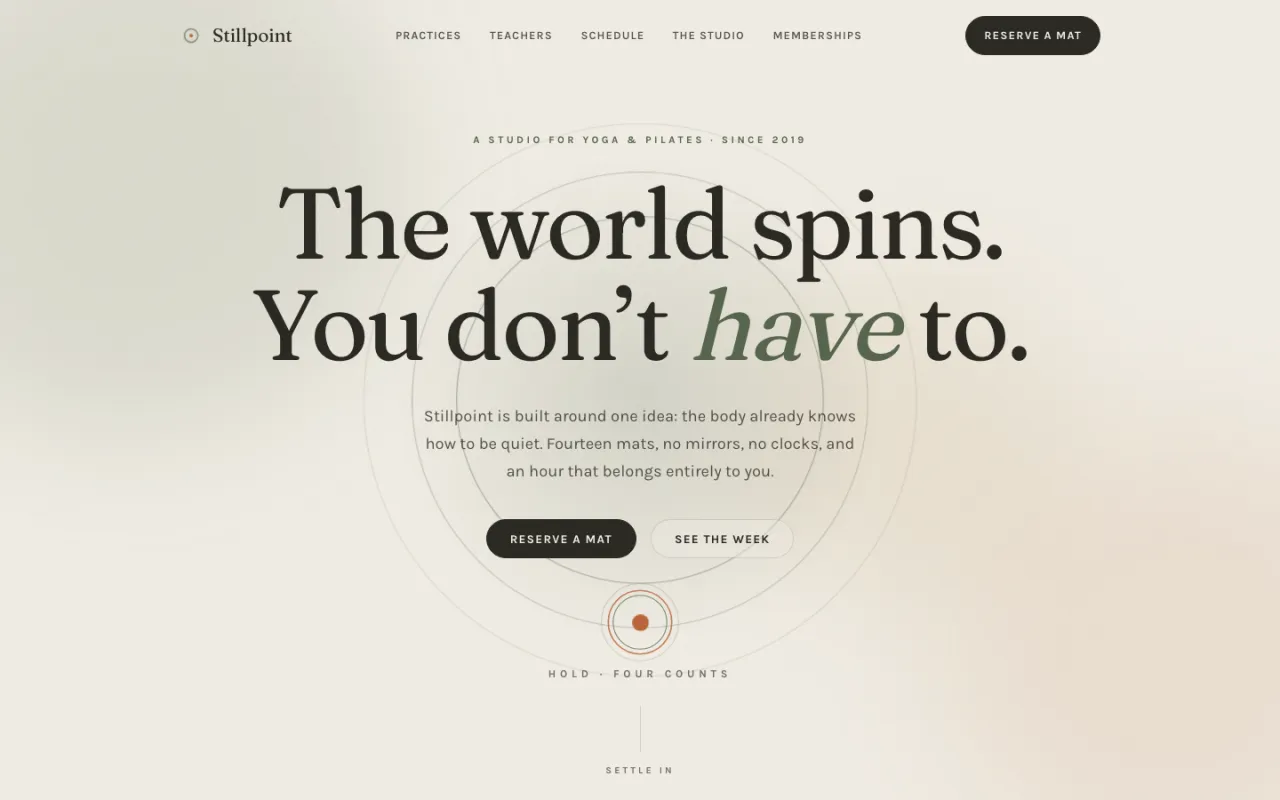 Stillpoint
PRACTICES TEACHERS SCHEDULE THE STUDIO MEMBERSHIPS
RESERVE A MAT
A STUDIO FOR YOGA & PILATES · SINCE 2019
The world spins.
You don’t have to.
Stillpoint is built around one idea: the body already knows
how to be quiet. Fourteen mats, no mirrors, no clocks, and
an hour that belongs entirely to you.
RESERVE A MAT
SEE THE WEEK
HOLD · FOUR COUNTS
SETTLE IN